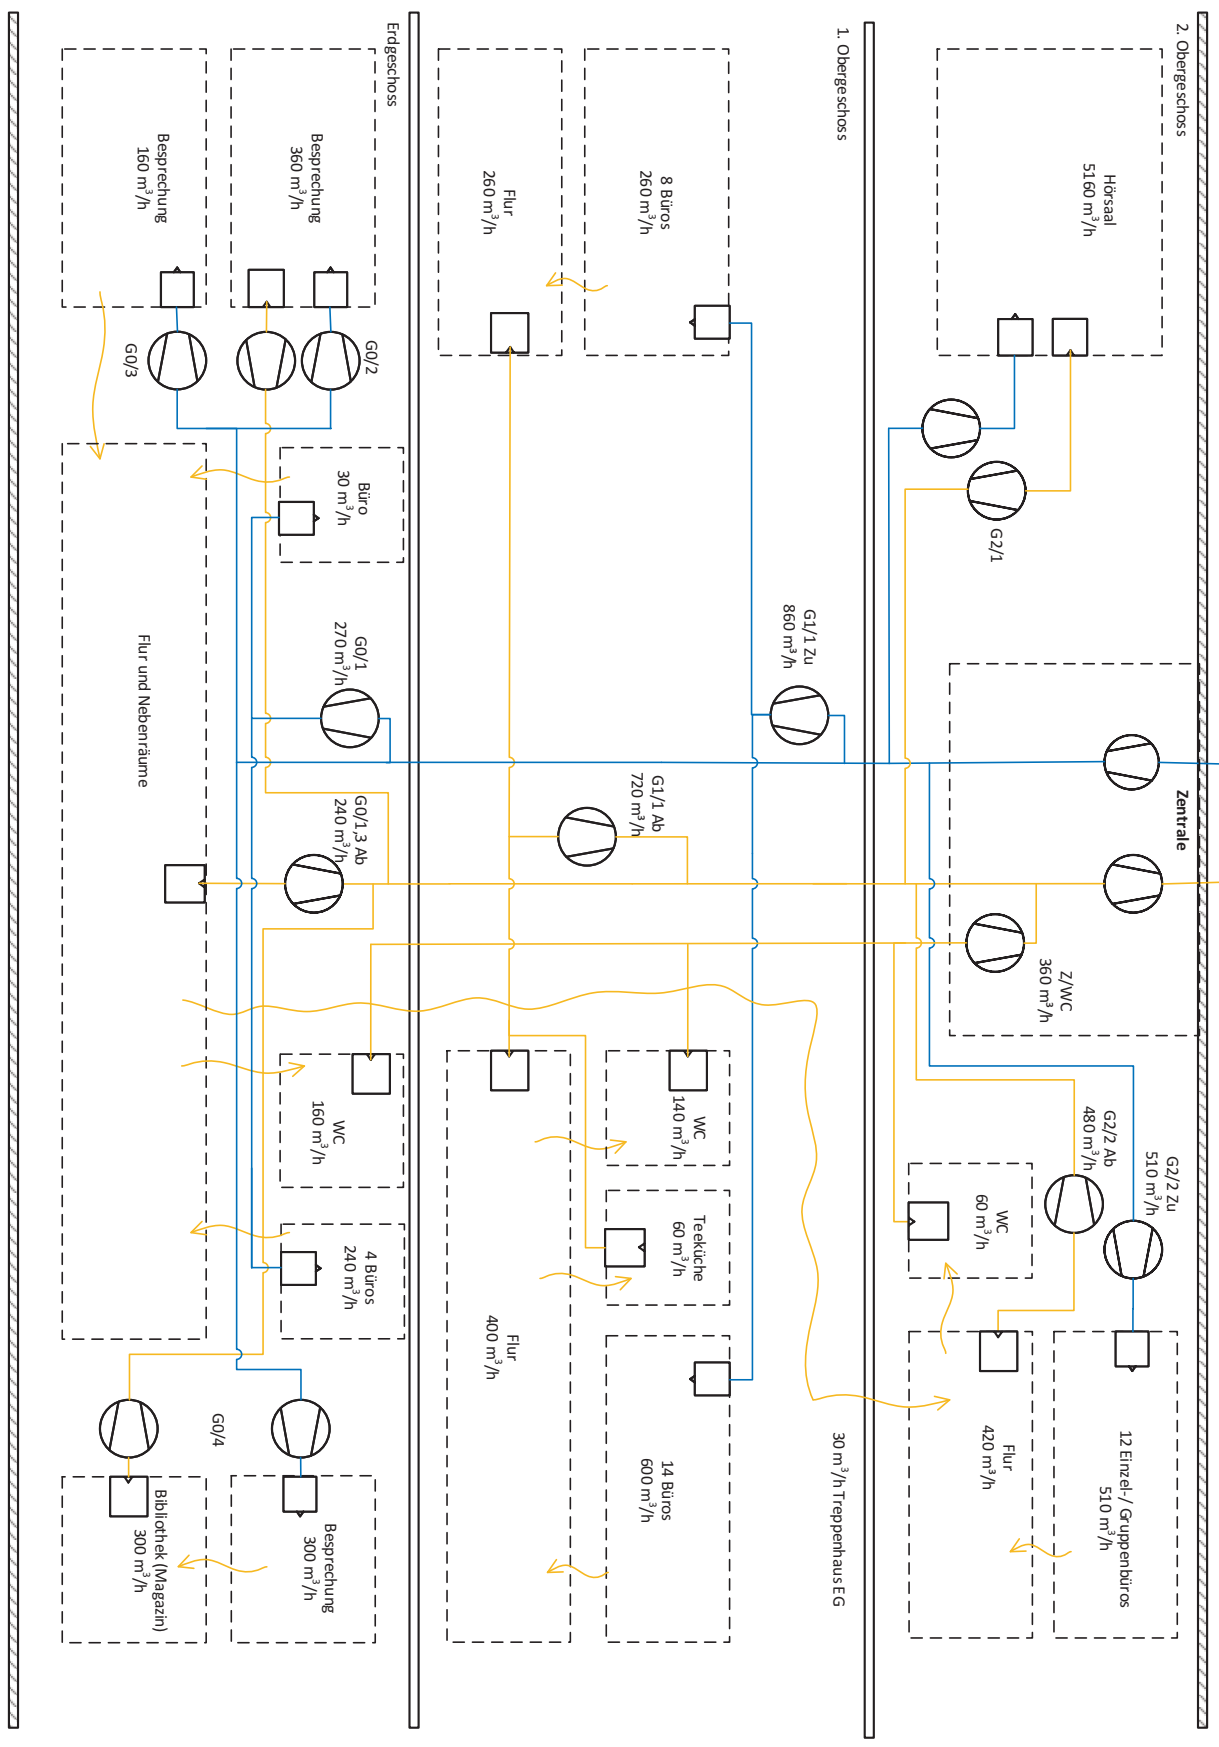 2. Obergeschoss
Hörsaal
5160 m³/h
G2/1
Zentrale
Z/WC
360 m³/h
G2/2 Ab
480 m³/h
G2/2 Zu
510 m³/h
WC
60 m³/h
Flur
420 m³/h
12 Einzel-/ Gruppenbüros
510 m³/h
1. Obergeschoss
8 Büros
260 m³/h
Flur
260 m³/h
G1/1 Zu
860 m³/h
G1/1 Ab
720 m³/h
WC
140 m³/h
Teeküche
60 m³/h
Flur
400 m³/h
14 Büros
600 m³/h
30 m³/h Treppenhaus EG
Erdgeschoss
Besprechung
360 m³/h
Besprechung
160 m³/h
G0/2
G0/3
Büro
30 m³/h
G0/1
270 m³/h
Flur und Nebenräume
G0/1,3 Ab
240 m³/h
WC
160 m³/h
4 Büros
240 m³/h
G0/4
Besprechung
300 m³/h
Bibliothek (Magazin)
300 m³/h